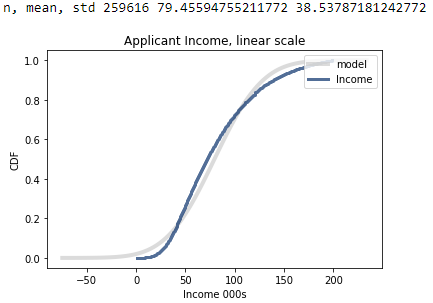 n, mean, std 259616 79.45594755211772 38.53787181242772
Applicant Income, linear scale
model
Income
1.0
0.8
0.6
0.4
0.2
0.0
CDF
−50 0 50 100 150 200
Income 000s